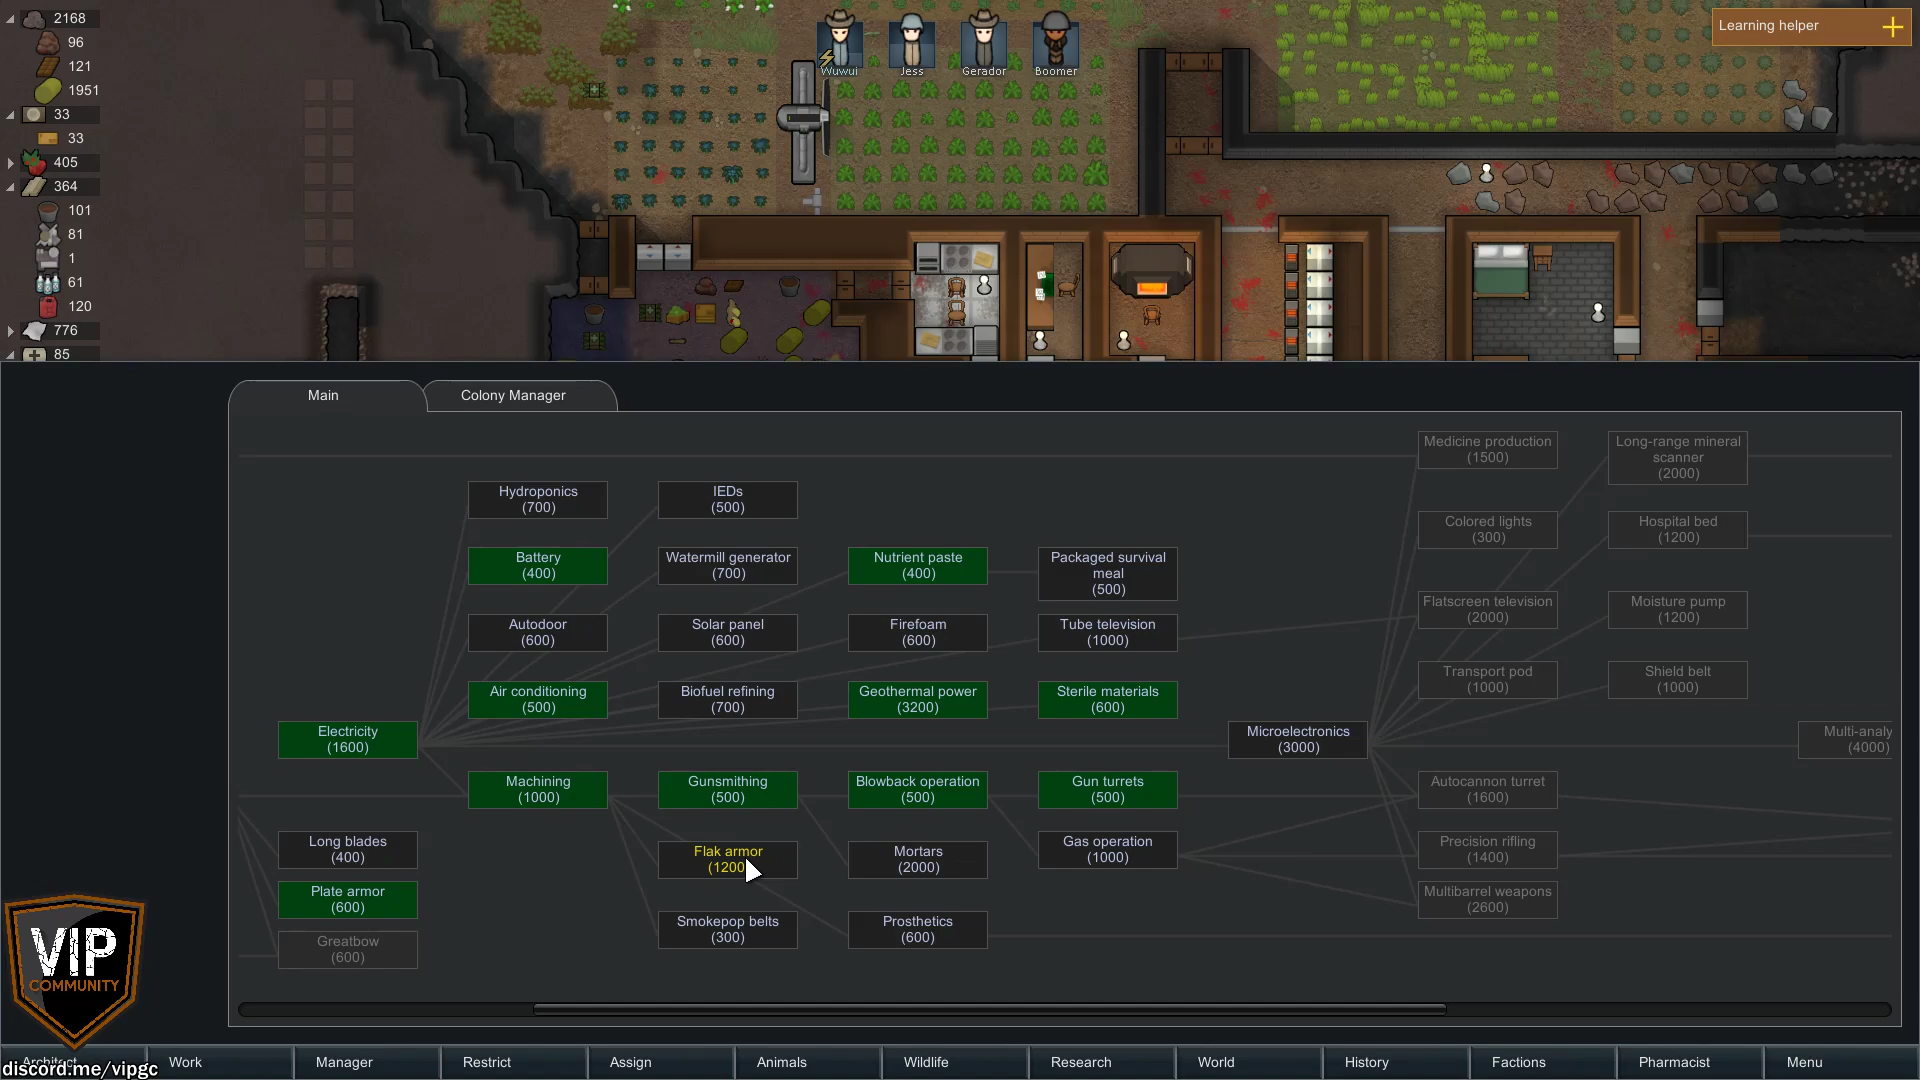 2168
96
121
1951
33
33
405
364
101
81
1
61
120
776
85
Wuwui
Jess
Gerador
Boomer
Learning helper
Main
Colony Manager
Medicine production
(1500)
Long-range mineral
scanner
(2000)
Hydroponics
(700)
IEDs
(500)
Colored lights
(300)
Hospital bed
(1200)
Battery
(400)
Watermill generator
(700)
Nutrient paste
(400)
Packaged survival
meal
(500)
Flatscreen television
(2000)
Moisture pump
(1200)
Autodoor
(600)
Solar panel
(600)
Firefoam
(600)
Tube television
(1000)
Transport pod
(1000)
Shield belt
(1000)
Air conditioning
(500)
Biofuel refining
(700)
Geothermal power
(3200)
Sterile materials
(600)
Electricity
(1600)
Microelectronics
(3000)
Multi-analy
(4000)
Machining
(1000)
Gunsmithing
(500)
Blowback operation
(500)
Gun turrets
(500)
Autocannon turret
(1600)
Long blades
(400)
Flak armor
(1200
Mortars
(2000)
Gas operation
(1000)
Precision rifling
(1400)
Plate armor
(600)
Multibarrel weapons
(2600)
Smokepop belts
(300)
Prosthetics
(600)
Greatbow
(600)
VIP
COMMUNITY
Architect
Work
Manager
Restrict
Assign
Animals
Wildlife
Research
World
History
Factions
Pharmacist
Menu
discord.me/vipgc